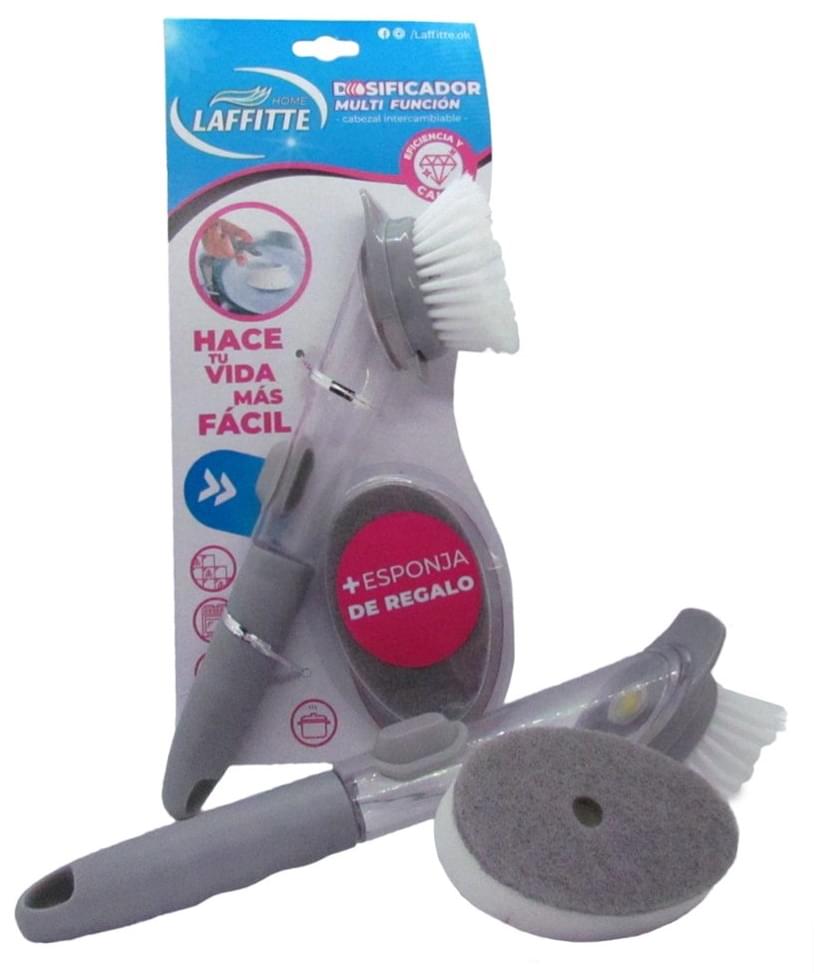 /Laffitte.ok
HOME
LAFFITTE
DOSIFICADOR
MULTI FUNCIÓN
- cabezal intercambiable -
EFICIENCIA Y
HACE
TU
VIDA
MÁS
FÁCIL
+ESPONJA
DE REGALO